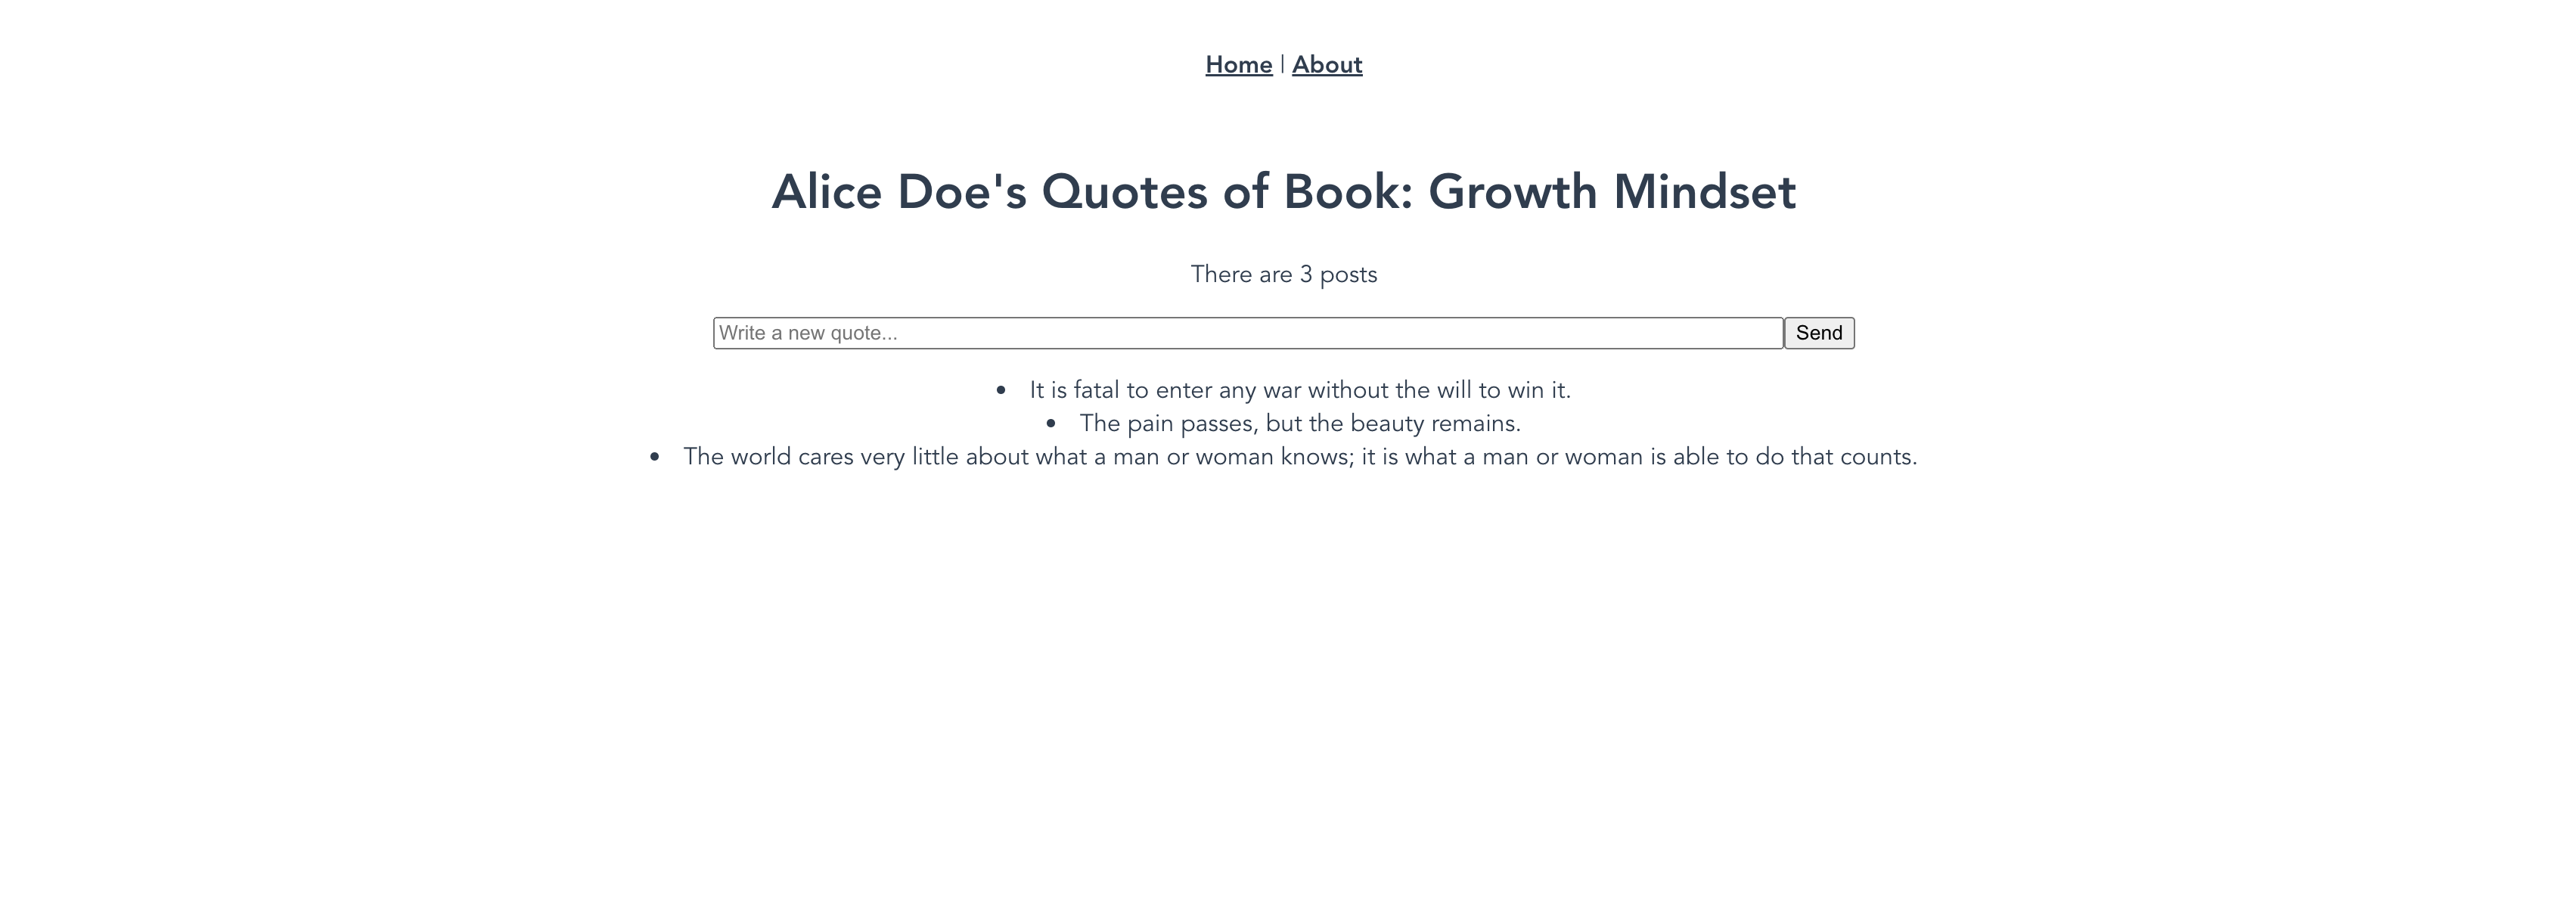 Home | About
Alice Doe's Quotes of Book: Growth Mindset
There are 3 posts
Write a new quote... Send
• It is fatal to enter any war without the will to win it.
• The pain passes, but the beauty remains.
• The world cares very little about what a man or woman knows; it is what a man or woman is able to do that counts.